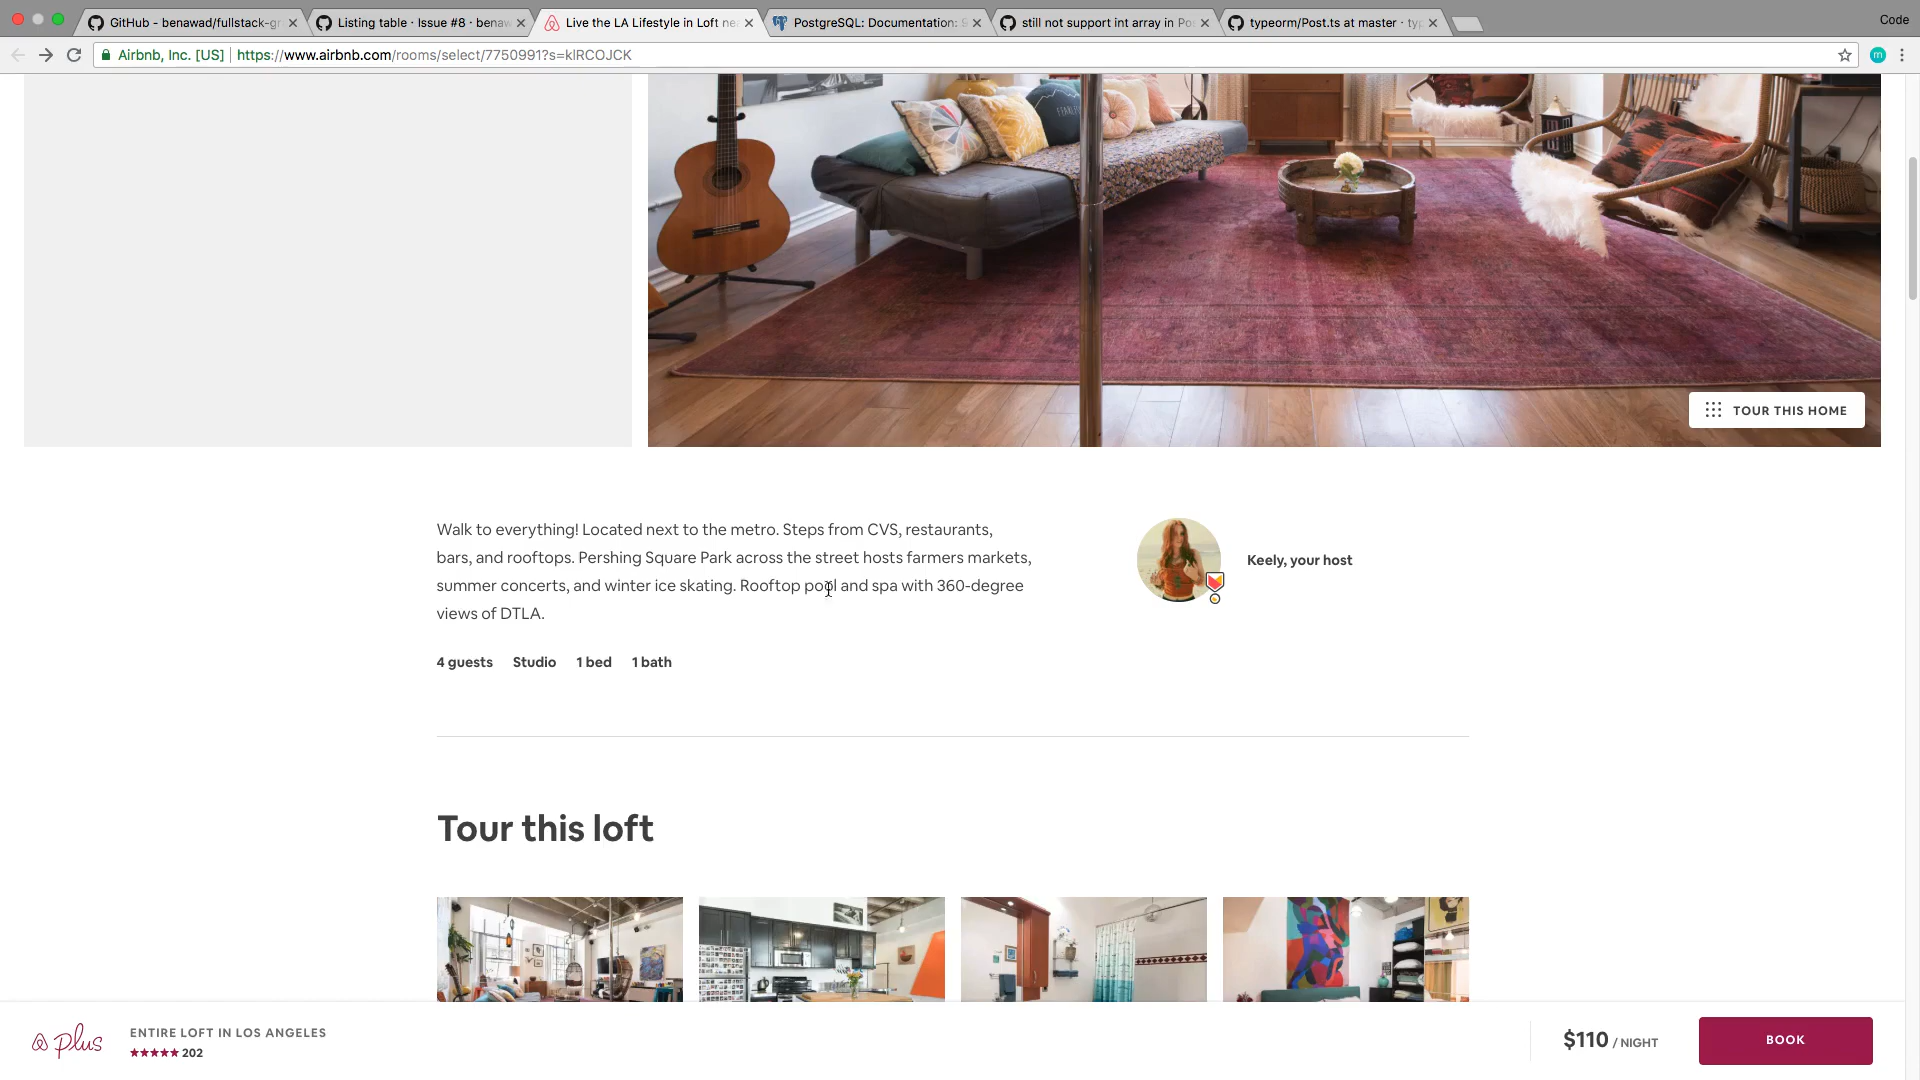 GitHub - benawad/fullstack-gr
Listing table · Issue #8 · benaw
Live the LA Lifestyle in Loft ne
PostgreSQL: Documentation: 9
still not support int array in Po
typeorm/Post.ts at master · typ
Code
Airbnb, Inc. [US] https://www.airbnb.com/rooms/select/7750991?s=klRCOJCK
m
TOUR THIS HOME
Walk to everything! Located next to the metro. Steps from CVS, restaurants,
bars, and rooftops. Pershing Square Park across the street hosts farmers markets,
summer concerts, and winter ice skating. Rooftop pool and spa with 360-degree
views of DTLA.
Keely, your host
4 guests Studio 1 bed 1 bath
Tour this loft
plus
ENTIRE LOFT IN LOS ANGELES
202
$110 / NIGHT
BOOK